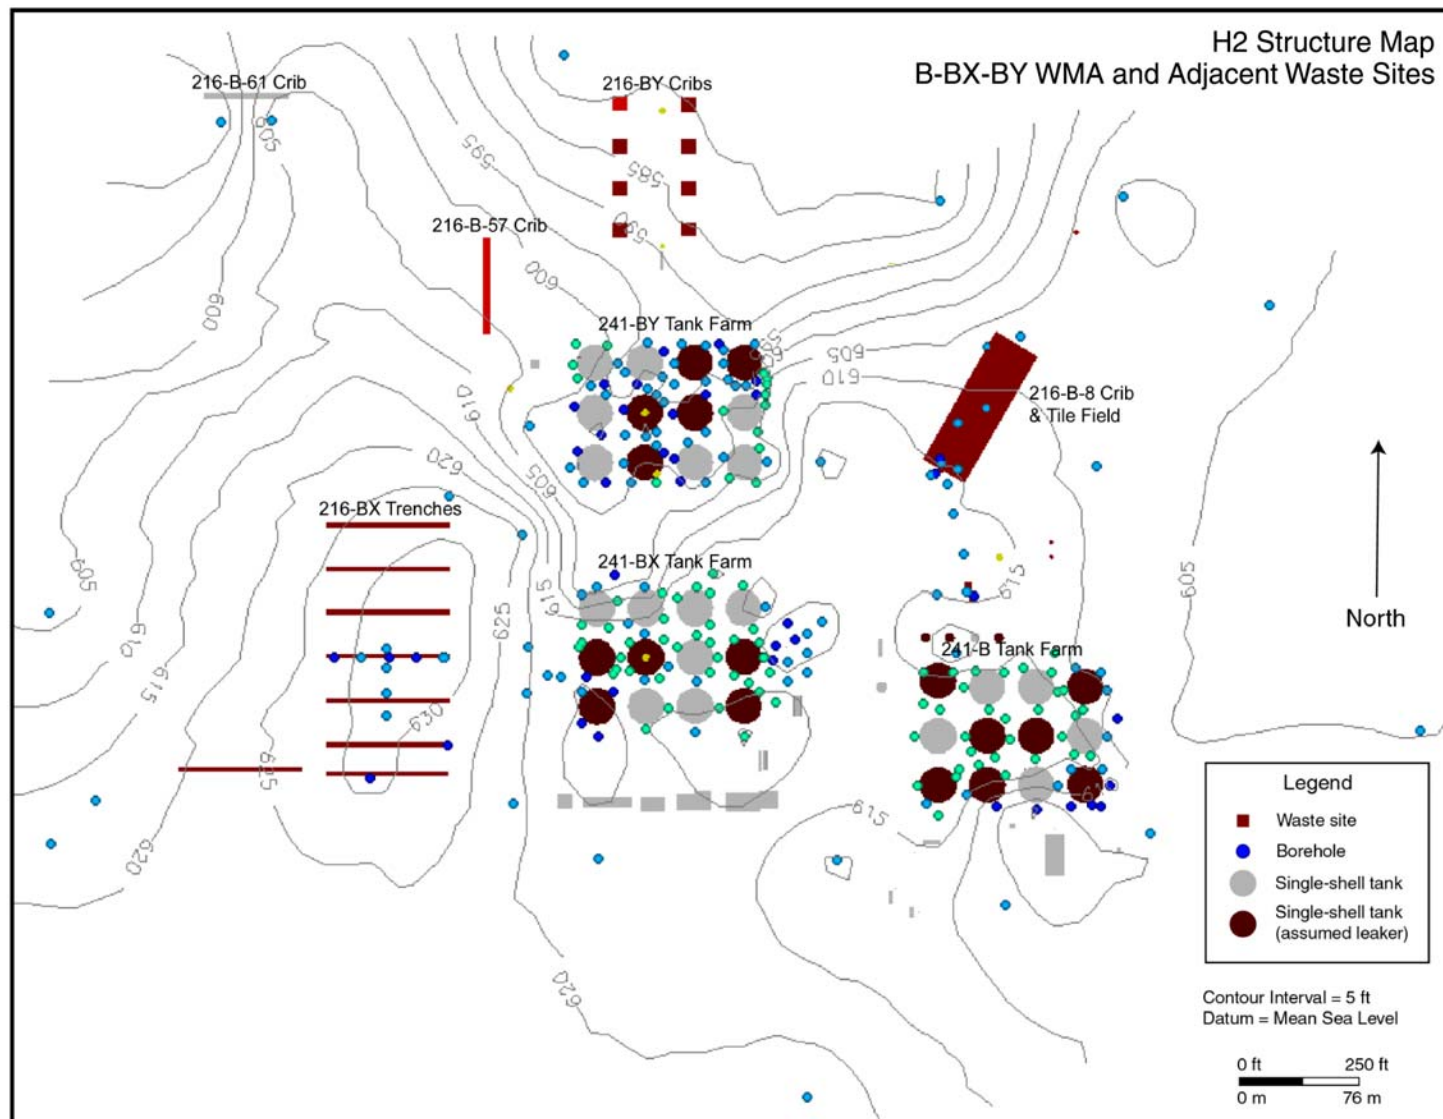 H2 Structure Map
B-BX-BY WMA and Adjacent Waste Sites
216-B-61 Crib
216-BY Cribs
605
595
585
590
216-B-57 Crib
600
600
241-BY Tank Farm
605
610
216-B-8 Crib
& Tile Field
610
620
605
216-BX Trenches
605
241-BX Tank Farm
615
615
605
North
610
625
241-B Tank Farm
615
630
625
615
620
620
Legend
Waste site
Borehole
Single-shell tank
Single-shell tank
(assumed leaker)
Contour Interval = 5 ft
Datum = Mean Sea Level
0 ft 250 ft
0 m 76 m